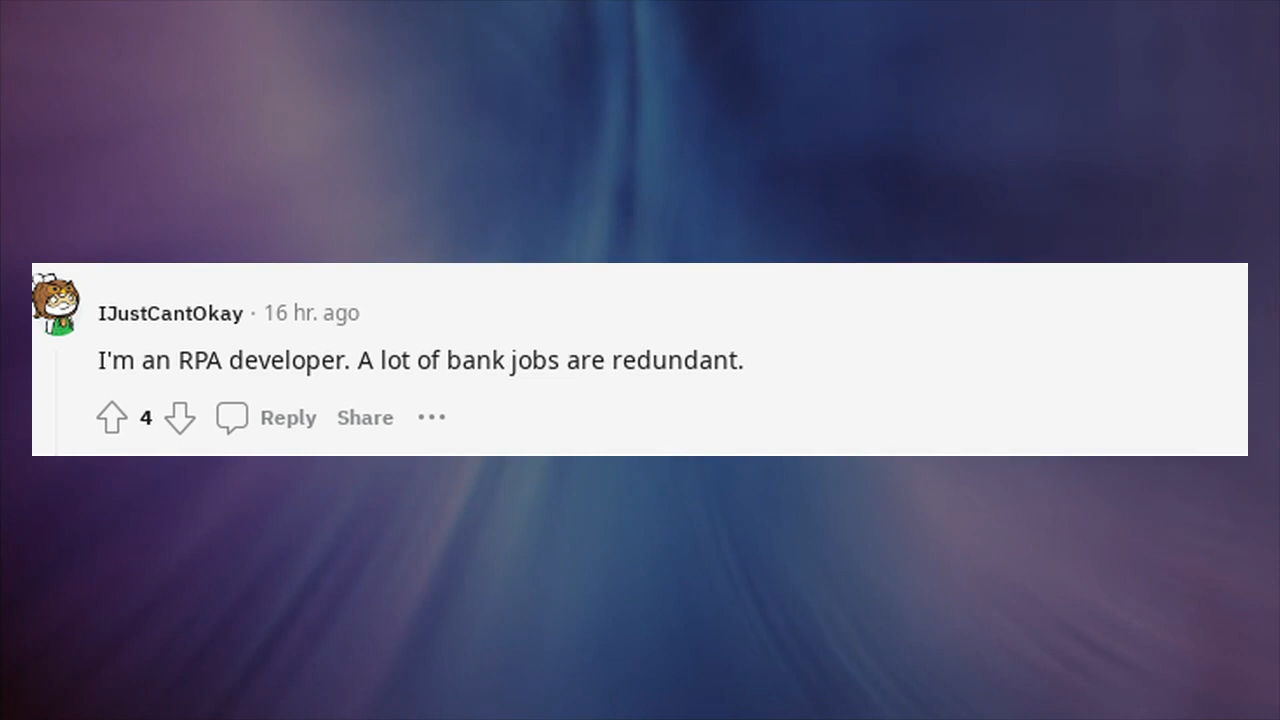 IJustCantOkay · 16 hr. ago
I'm an RPA developer. A lot of bank jobs are redundant.
4 Reply Share ···